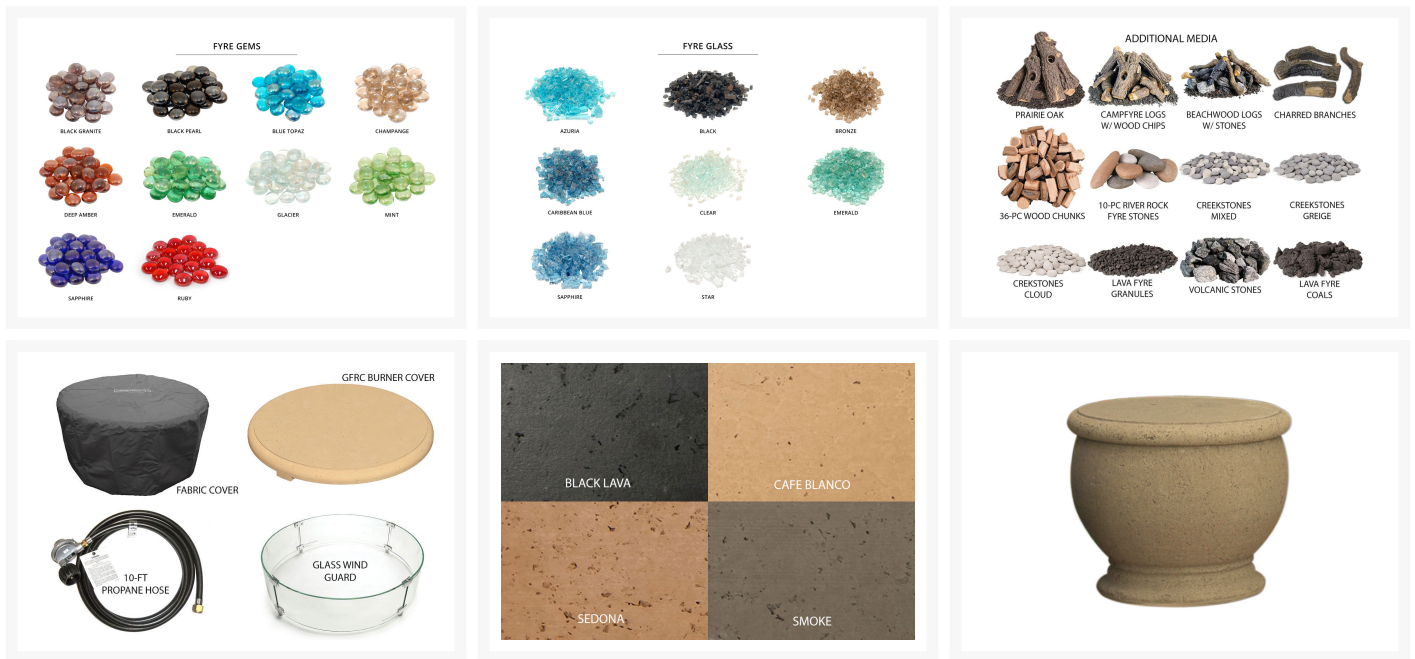 FYRE GEMS
BLACK GRANITE
BLACK PEARL
BLUE TOPAZ
CHAMPANGE
DEEP AMBER
EMERALD
GLACIER
MINT
SAPPHIRE
RUBY
FYRE GLASS
AZURIA
BLACK
BRONZE
CARIBBEAN BLUE
CLEAR
EMERALD
SAPPHIRE
STAR
ADDITIONAL MEDIA
PRAIRIE OAK
CAMPFYRE LOGS
W/ WOOD CHIPS
BEACHWOOD LOGS
W/ STONES
CHARRED BRANCHES
36-PC WOOD CHUNKS
10-PC RIVER ROCK
FYRE STONES
CREEKSTONES
MIXED
CREEKSTONES
GREIGE
CREKSTONES
CLOUD
LAVA FYRE
GRANULES
VOLCANIC STONES
LAVA FYRE
COALS
FABRIC COVER
GFRC BURNER COVER
10-FT
PROPANE HOSE
GLASS WIND
GUARD
BLACK LAVA
CAFE BLANCO
SEDONA
SMOKE